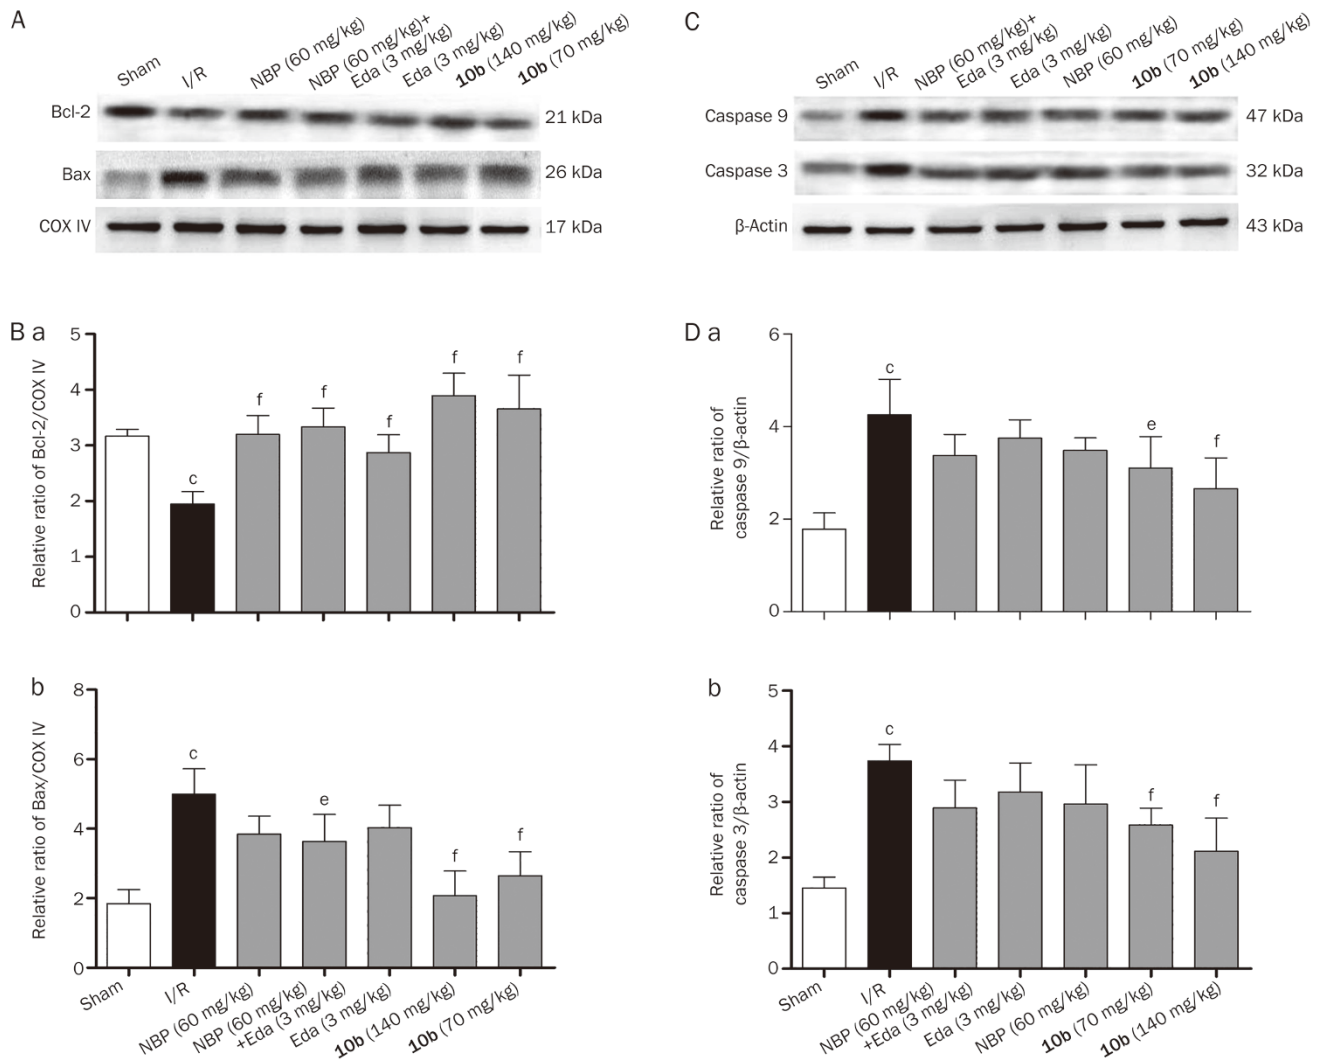 A
Sham
I/R
NBP (60 mg/kg)
NBP (60 mg/kg)+
Eda (3 mg/kg)
Eda (3 mg/kg)
10b (140 mg/kg)
10b (70 mg/kg)
Bcl-2
21 kDa
Bax
26 kDa
COX IV
17 kDa
C
Sham
I/R
NBP (60 mg/kg)+
Eda (3 mg/kg)
Eda (3 mg/kg)
NBP (60 mg/kg)
10b (70 mg/kg)
10b (140 mg/kg)
Caspase 9
47 kDa
Caspase 3
32 kDa
β-Actin
43 kDa
B a
Relative ratio of Bcl-2/COX IV
5
4
3
2
1
0
c
f
f
f
f
f
D a
Relative ratio of
caspase 9/β-actin
6
4
2
0
c
e
f
b
Relative ratio of Bax/COX IV
8
6
4
2
0
c
e
f
f
Sham
I/R
NBP (60 mg/kg)
NBP (60 mg/kg)
+Eda (3 mg/kg)
Eda (3 mg/kg)
10b (140 mg/kg)
10b (70 mg/kg)
b
Relative ratio of
caspase 3/β-actin
5
4
3
2
1
0
c
f
f
Sham
I/R
NBP (60 mg/kg)
+Eda (3 mg/kg)
Eda (3 mg/kg)
NBP (60 mg/kg)
10b (70 mg/kg)
10b (140 mg/kg)